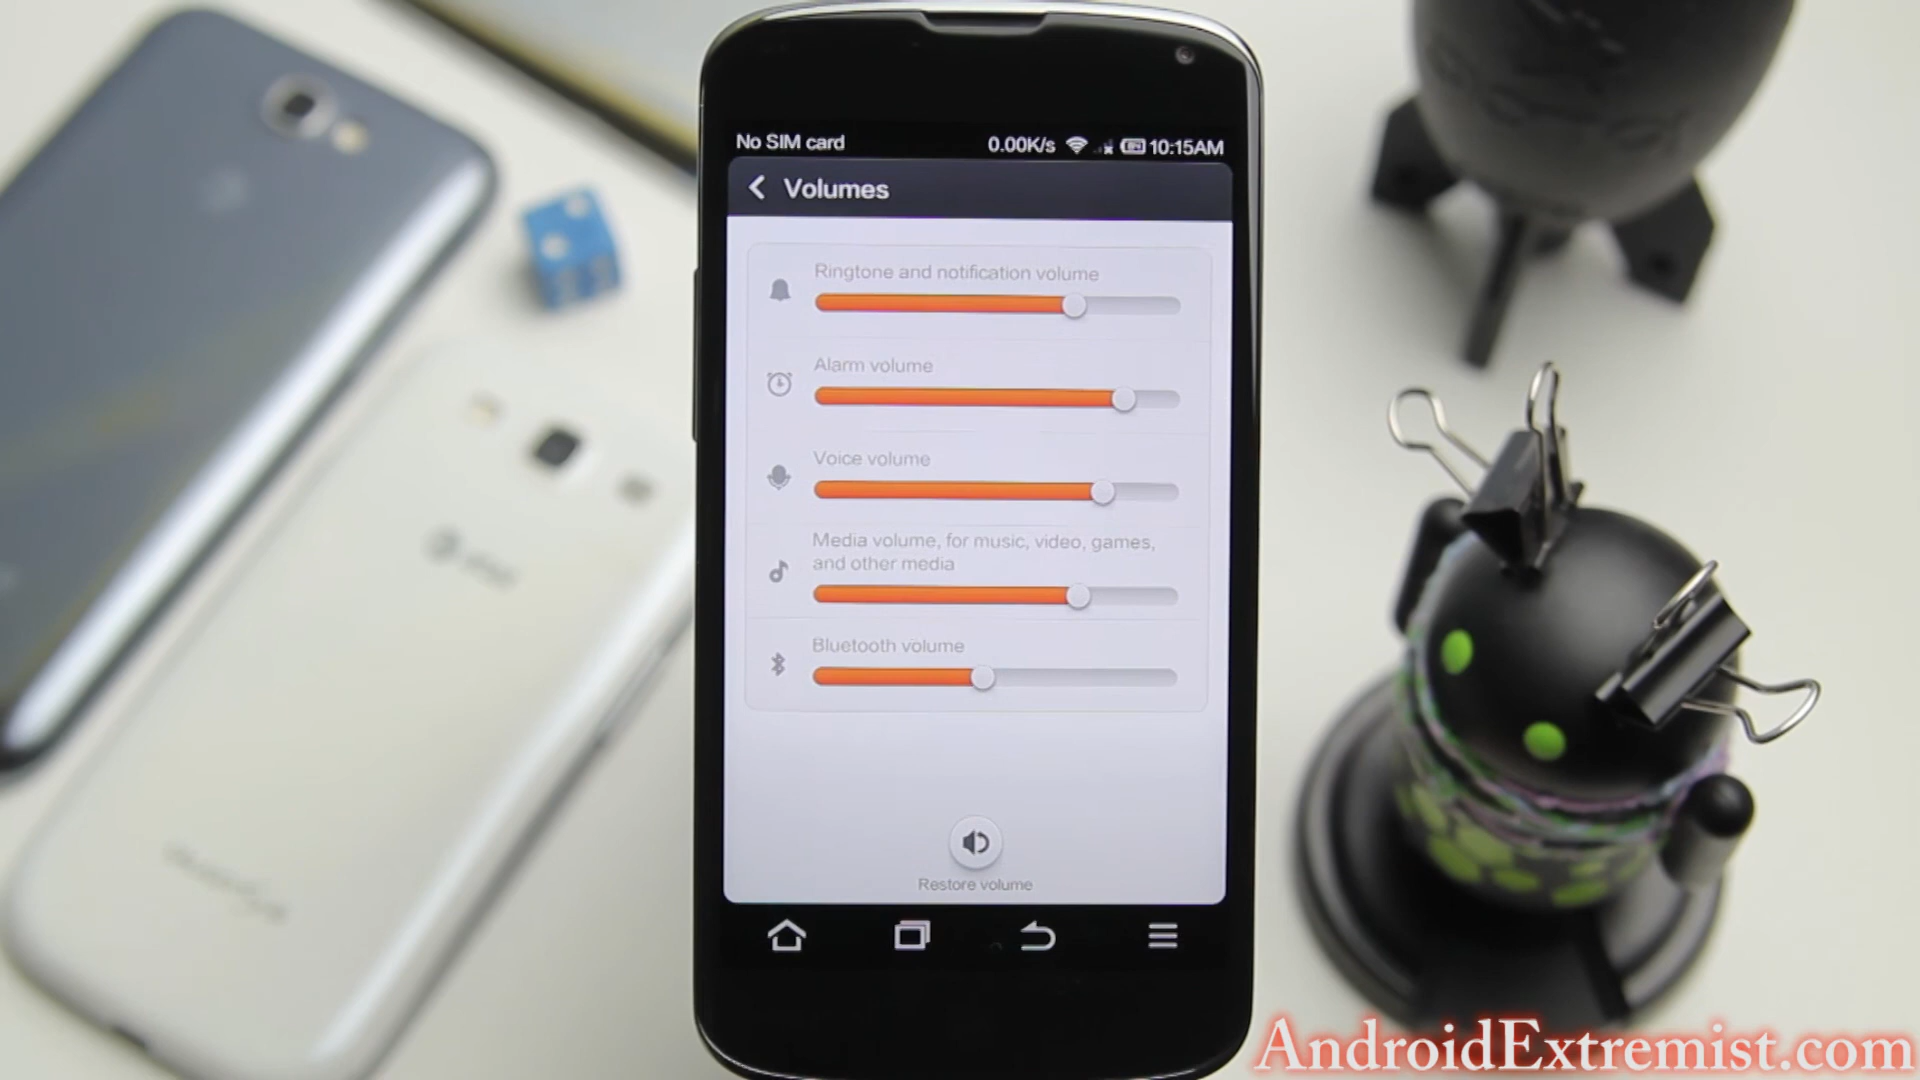 No SIM card 0.00K/s 10:15AM
Volumes
Ringtone and notification volume
Alarm volume
Voice volume
Media volume, for music, video, games,
and other media
Bluetooth volume
Restore volume
AndroidExtremist.com